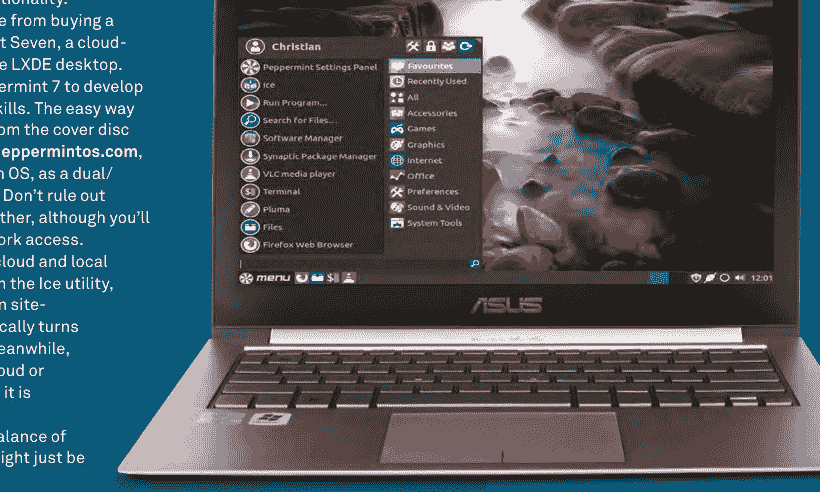 tionality.
e from buying a
t Seven, a cloud-
e LXDE desktop.
ermint 7 to develop
kills. The easy way
om the cover disc
eppermintos.com,
n OS, as a dual/
Don't rule out
ther, although you'll
ork access.
cloud and local
n the Ice utility,
n site-
cally turns
eanwhile,
oud or
it is
alance of
ight just be
Christian
Peppermint Settings Panel
Ice
Run Program...
Search for Files...
Software Manager
Synaptic Package Manager
VLC media player
Terminal
Pluma
Files
Firefox Web Browser
Favourites
Recently Used
All
Accessories
Games
Graphics
Internet
Office
Preferences
Sound & Video
System Tools
menu
12:01
ASUS